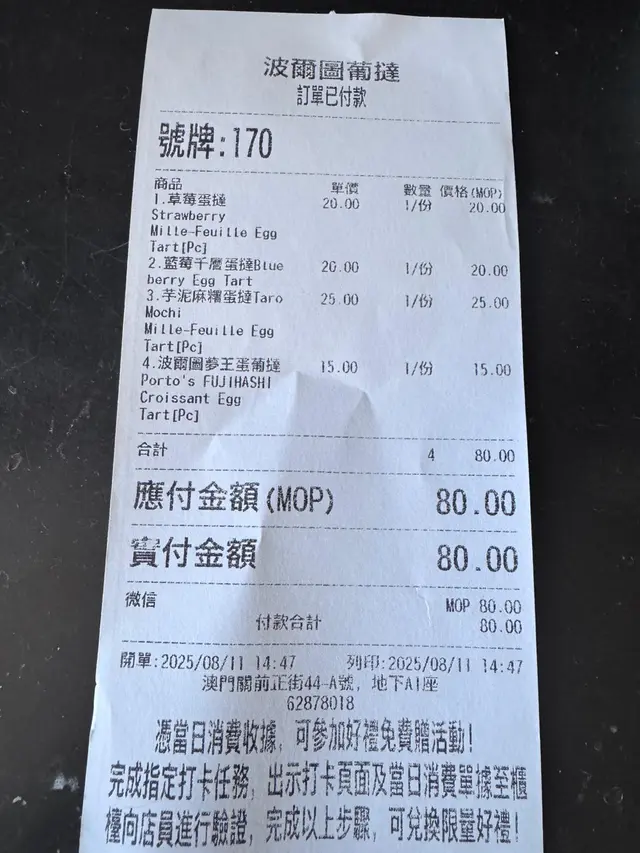 波爾圖葡撻
訂單已付款
號牌:170
商品 單價 數量 價格(MOP)
1.草莓蛋撻 20.00 1/份 20.00
Strawberry
Mille-Feuille Egg
Tart[Pc]
2.藍莓千層蛋撻Blue 20.00 1/份 20.00
berry Egg Tart
3.芋泥麻糬蛋撻Taro 25.00 1/份 25.00
Mochi
Mille-Feuille Egg
Tart[Pc]
4.波爾圖夢王蛋葡撻 15.00 1/份 15.00
Porto's FUJIHASHI
Croissant Egg
Tart[Pc]
合計 4 80.00
應付金額(MOP) 80.00
實付金額 80.00
微信 MOP 80.00
付款合計 80.00
開單:2025/08/11 14:47 列印:2025/08/11 14:47
澳門關前正街44-A號, 地下A1座
62878018
憑當日消費收據, 可參加好禮免費贈活動!
完成指定打卡任務, 出示打卡頁面及當日消費單據至櫃
檯向店員進行驗證, 完成以上步驟, 可兌換限量好禮!